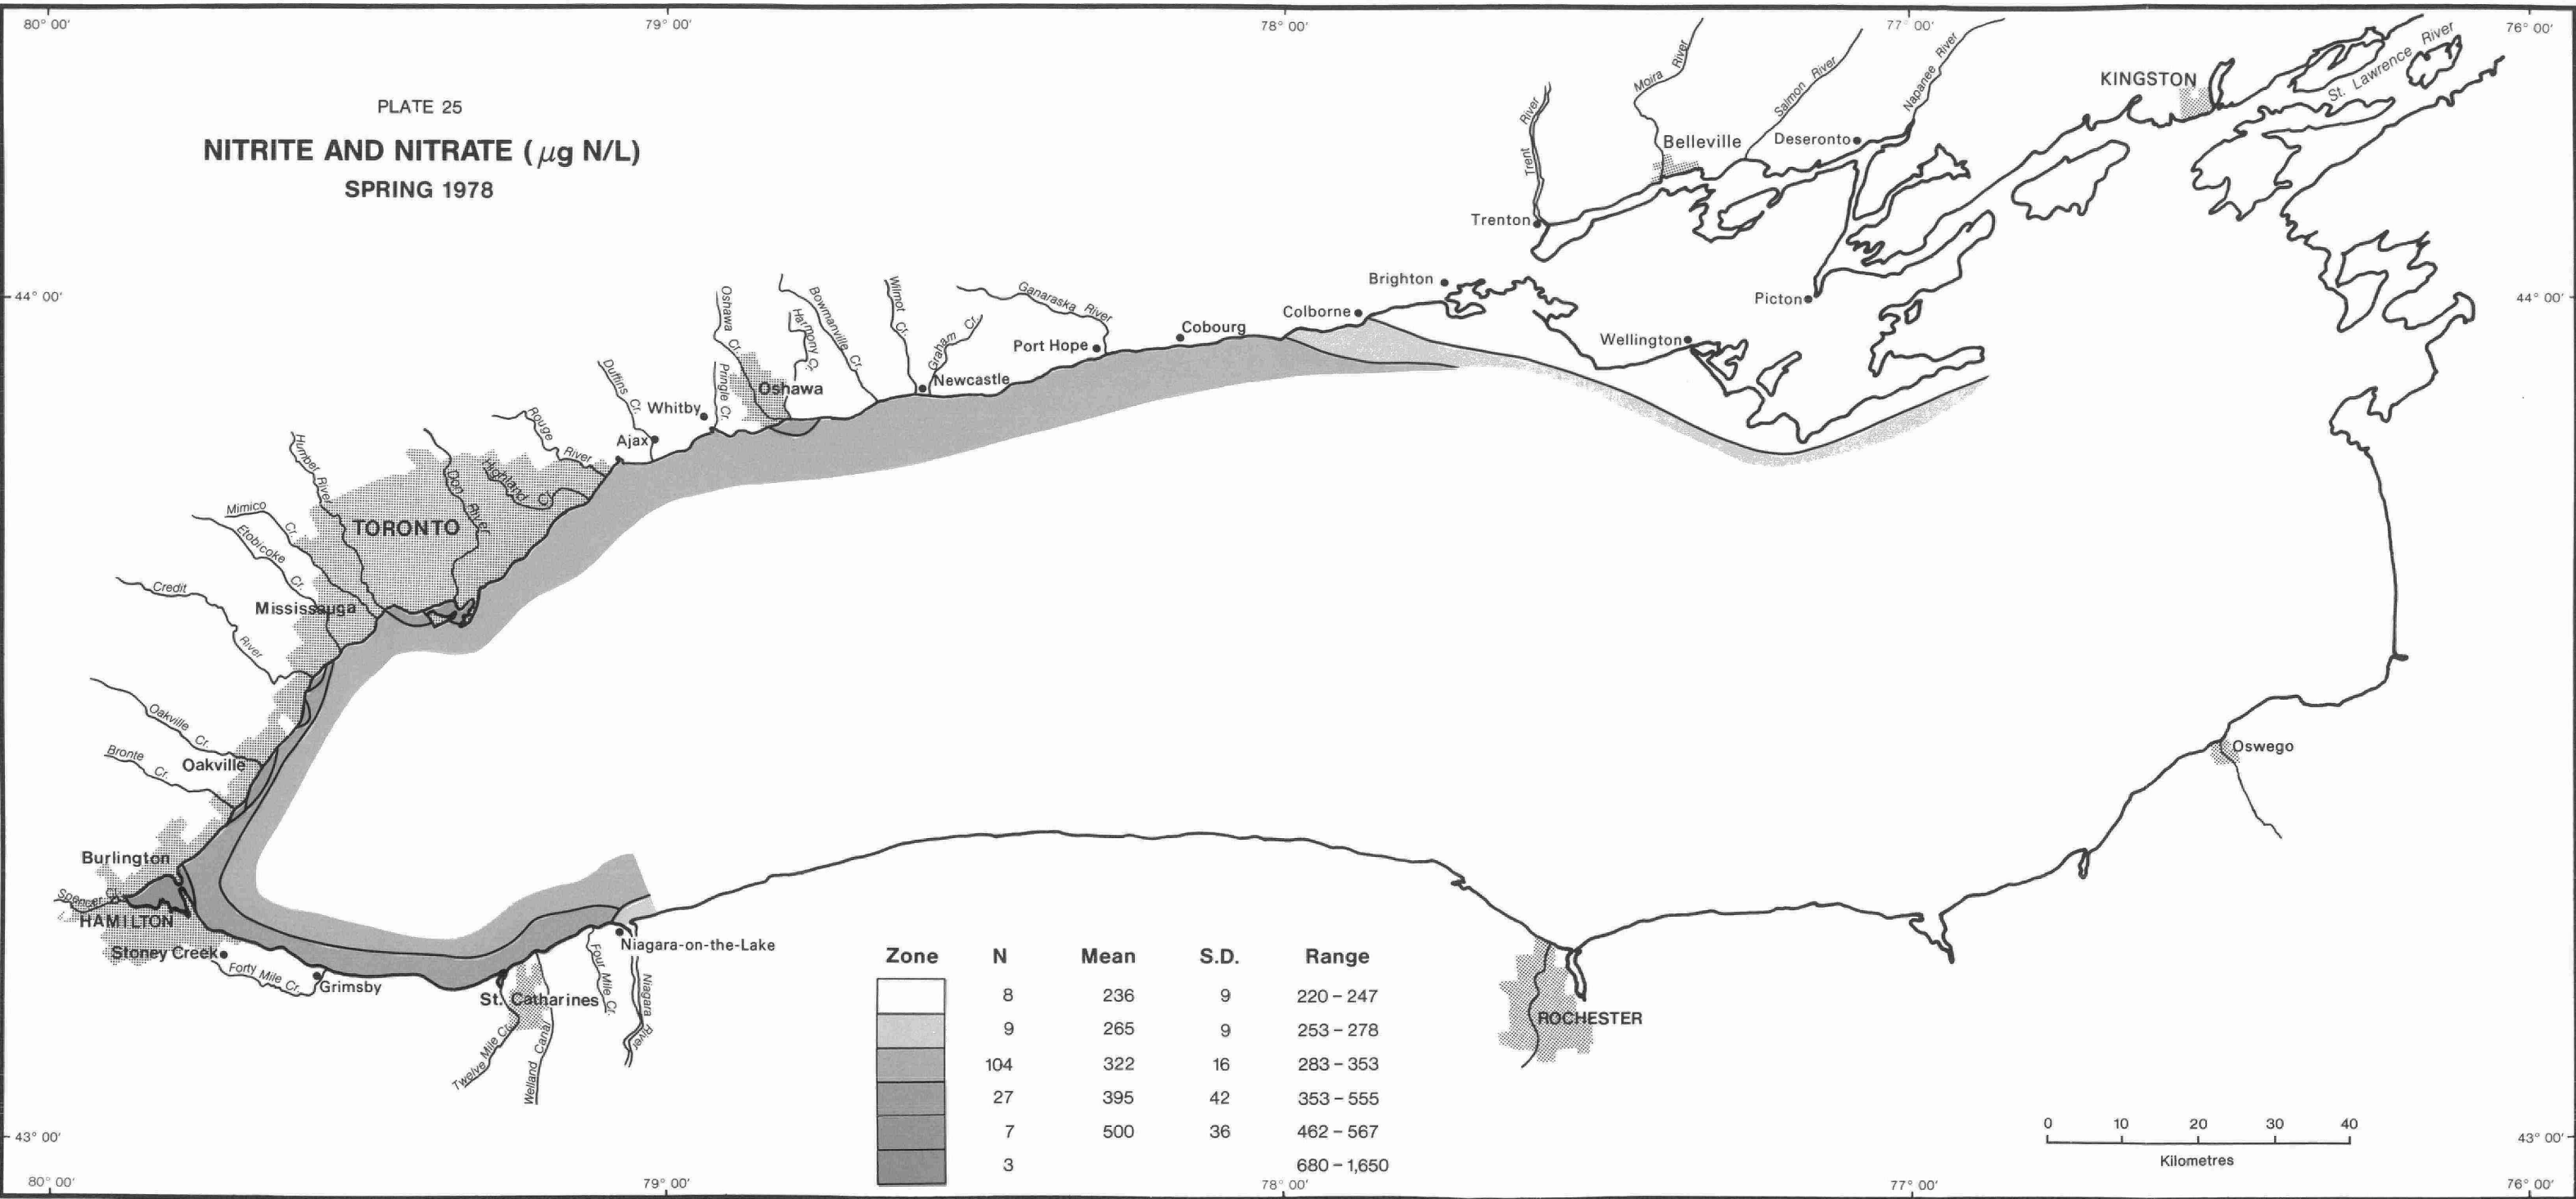 80° 00'
79° 00'
78° 00'
77° 00'
76° 00'
PLATE 25
NITRITE AND NITRATE (μg N/L)
SPRING 1978
KINGSTON
St. Lawrence River
Moira River
Salmon River
Napanee River
Trent River
Belleville
Deseronto
Trenton
44° 00'
44° 00'
Brighton
Picton
Colborne
Wellington
Cobourg
Port Hope
Ganaraska River
Graham Cr.
Wilmot Cr.
Newcastle
Bowmanville Cr.
Harmony Cr.
Oshawa Cr.
Oshawa
Pringle Cr.
Whitby
Duffins Cr.
Ajax
Rouge River
Highland Cr.
Don River
Humber River
TORONTO
Mimico Cr.
Etobicoke Cr.
Mississauga
Credit River
Oakville Cr.
Oakville
Bronte Cr.
Burlington
Spencer Cr.
HAMILTON
Stoney Creek
Forty Mile Cr.
Grimsby
St. Catharines
Twelve Mile Cr.
Welland Canal
Four Mile Cr.
Niagara-on-the-Lake
Niagara River
Oswego
ROCHESTER
Zone N Mean S.D. Range
8 236 9 220 – 247
9 265 9 253 – 278
104 322 16 283 – 353
27 395 42 353 – 555
7 500 36 462 – 567
3 680 – 1,650
0 10 20 30 40
Kilometres
43° 00'
43° 00'
80° 00'
79° 00'
78° 00'
77° 00'
76° 00'